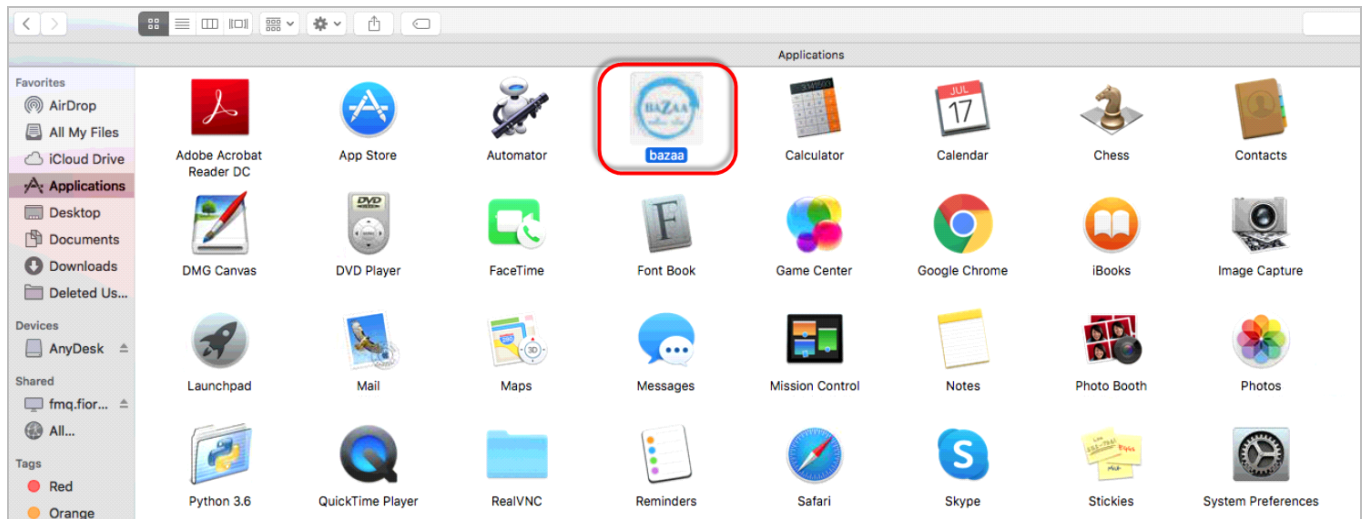 Applications
Favorites
AirDrop
All My Files
iCloud Drive
Applications
Desktop
Documents
Downloads
Deleted Us...
Devices
AnyDesk
Shared
fmq.fior...
All...
Tags
Red
Orange
BAZAA
JUL
17
Adobe Acrobat
Reader DC
App Store
Automator
bazaa
Calculator
Calendar
Chess
Contacts
DVD
F
DMG Canvas
DVD Player
FaceTime
Font Book
Game Center
Google Chrome
iBooks
Image Capture
3D
Launchpad
Mail
Maps
Messages
Mission Control
Notes
Photo Booth
Photos
S
Python 3.6
QuickTime Player
RealVNC
Reminders
Safari
Skype
Stickies
System Preferences